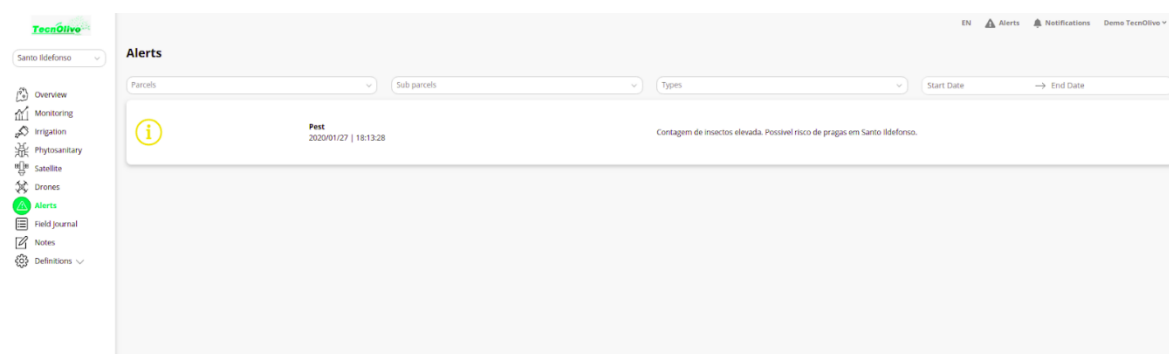 TecnOlivo
EN Alerts Notifications Demo TecnOlivo
Santo Ildefonso
Overview
Monitoring
Irrigation
Phytosanitary
Satellite
Drones
Alerts
Field Journal
Notes
Definitions
Alerts
Parcels Sub parcels Types Start Date → End Date
Pest
2020/01/27 | 18:13:28
Contagem de insectos elevada. Possivel risco de pragas em Santo Ildefonso.